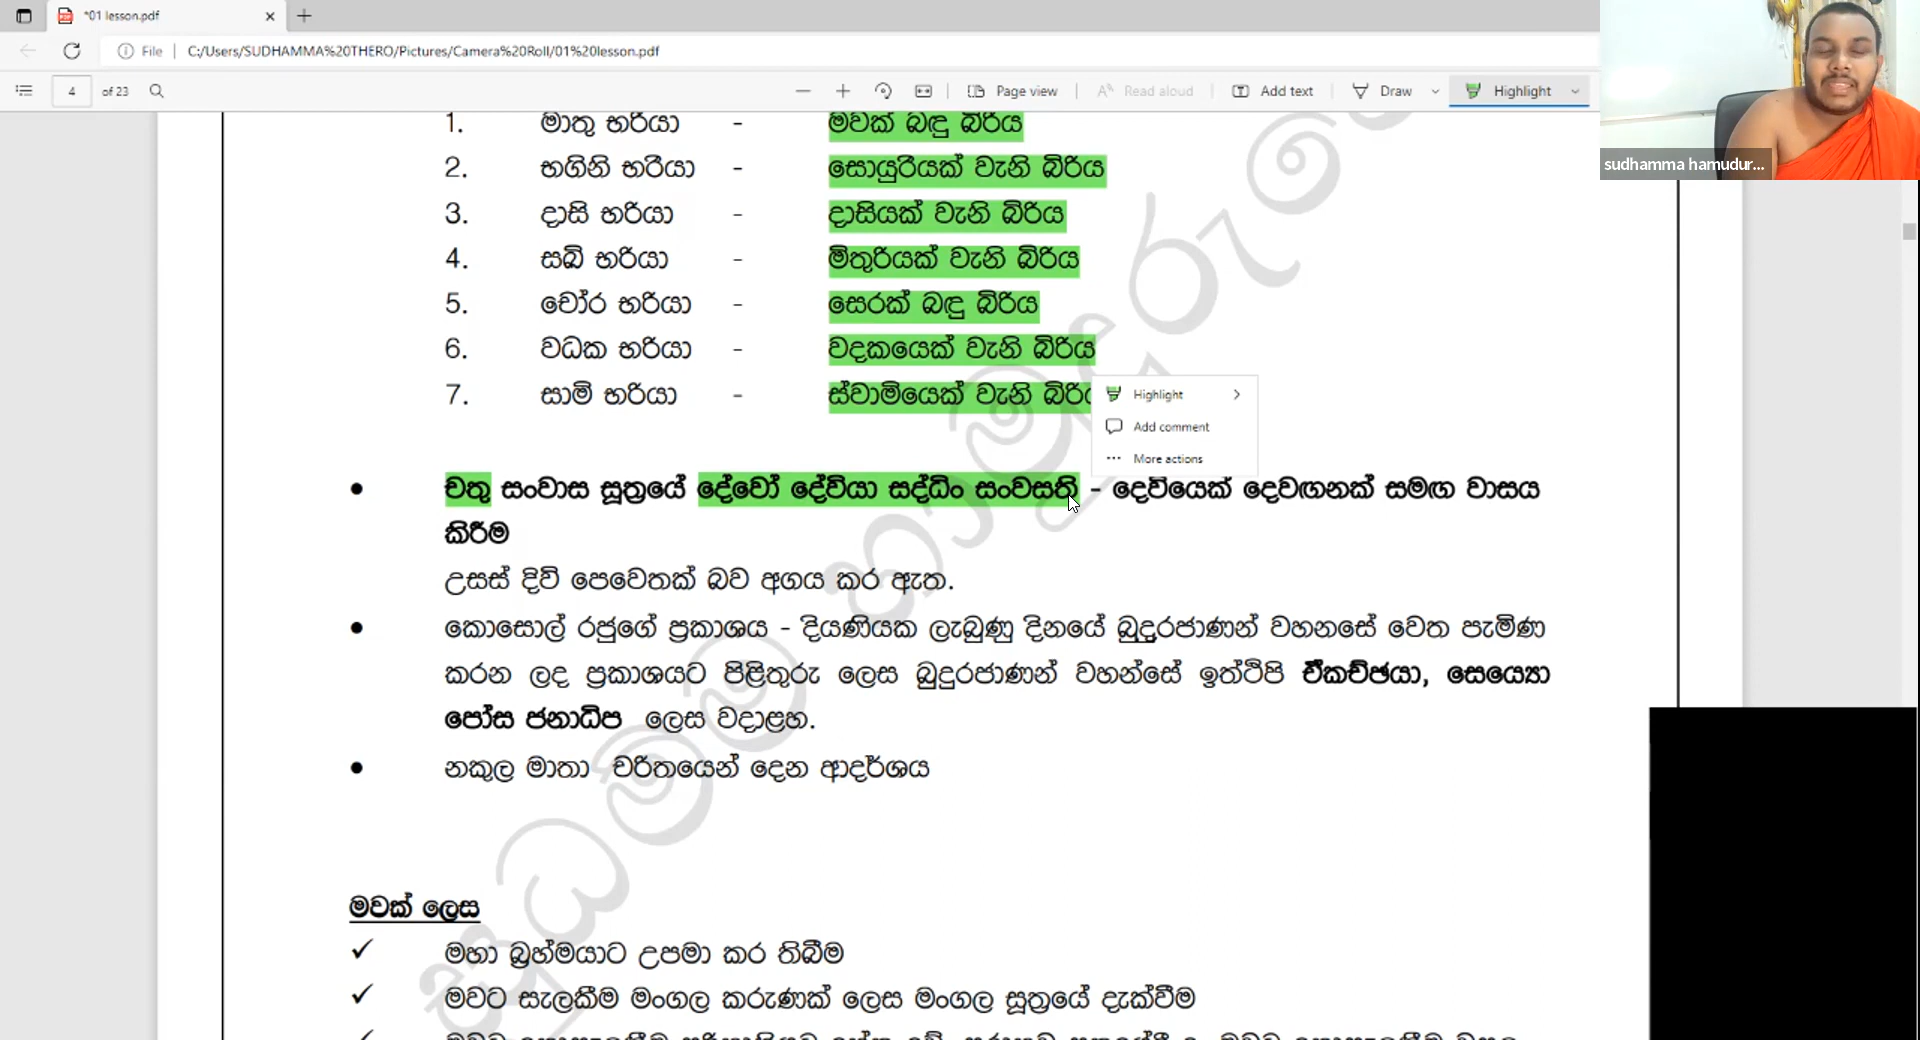 *01 lesson.pdf
File | C:/Users/SUDHAMMA%20THERO/Pictures/Camera%20Roll/01%20lesson.pdf
4 of 23 Page view Read aloud Add text Draw Highlight
sudhamma hamudur...
1. මාතු භරියා - මවක් බඳු බිරිය
2. භගිනි භරියා - සොයුරියක් වැනි බිරිය
3. දාසි භරියා - දාසියක් වැනි බිරිය
4. සඛි භරියා - මිතුරියක් වැනි බිරිය
5. චෝර භරියා - සෙරක් බඳු බිරිය
6. වධක භරියා - වදකයෙක් වැනි බිරිය
7. සාමි භරියා - ස්වාමියෙක් වැනි
Highlight
Add comment
More actions
• චතු සංවාස සූත්‍රයේ දේවෝ දේවියා සද්ධිං සංවසති - දෙවියෙක් දෙවඟනක් සමඟ වාසය
කිරීම
උසස් දිවි පෙවෙතක් බව අගය කර ඇත.
• කොසොල් රජුගේ ප්‍රකාශය - දියණියක ලැබුණු දිනයේ බුදුරජාණන් වහනසේ වෙත පැමිණ
කරන ලද ප්‍රකාශයට පිළිතුරු ලෙස බුදුරජාණන් වහන්සේ ඉත්ථිපි ඒකච්ඡයා, සෙය්‍යො
පෝස ජනාධිප ලෙස වදාළහ.
• නකුල මාතා චරිතයෙන් දෙන ආදර්ශය
මවක් ලෙස
✓ මහා බ්‍රහ්මයාට උපමා කර තිබීම
✓ මවට සැලකීම මංගල කරුණක් ලෙස මංගල සූත්‍රයේ දැක්වීම